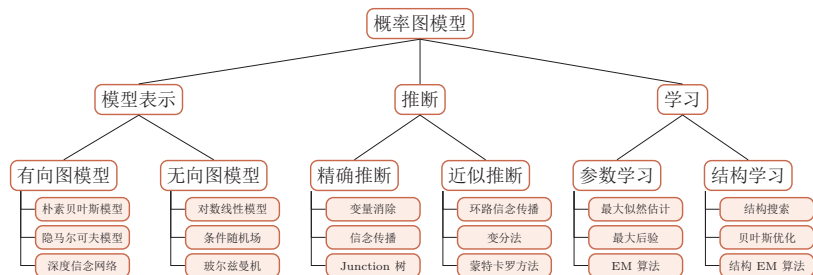 概率图模型
模型表示
推断
学习
有向图模型
无向图模型
精确推断
近似推断
参数学习
结构学习
朴素贝叶斯模型
对数线性模型
变量消除
环路信念传播
最大似然估计
结构搜索
隐马尔可夫模型
条件随机场
信念传播
变分法
最大后验
贝叶斯优化
深度信念网络
玻尔兹曼机
Junction 树
蒙特卡罗方法
EM 算法
结构 EM 算法